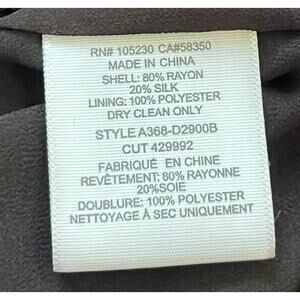 RN# 105230 CA#58350
MADE IN CHINA
SHELL: 80% RAYON
20% SILK
LINING: 100% POLYESTER
DRY CLEAN ONLY
STYLE A368-D2900B
CUT 429992
FABRIQUÉ EN CHINE
REVÊTEMENT: 80% RAYONNE
20%SOIE
DOUBLURE: 100% POLYESTER
NETTOYAGE À SEC UNIQUEMENT